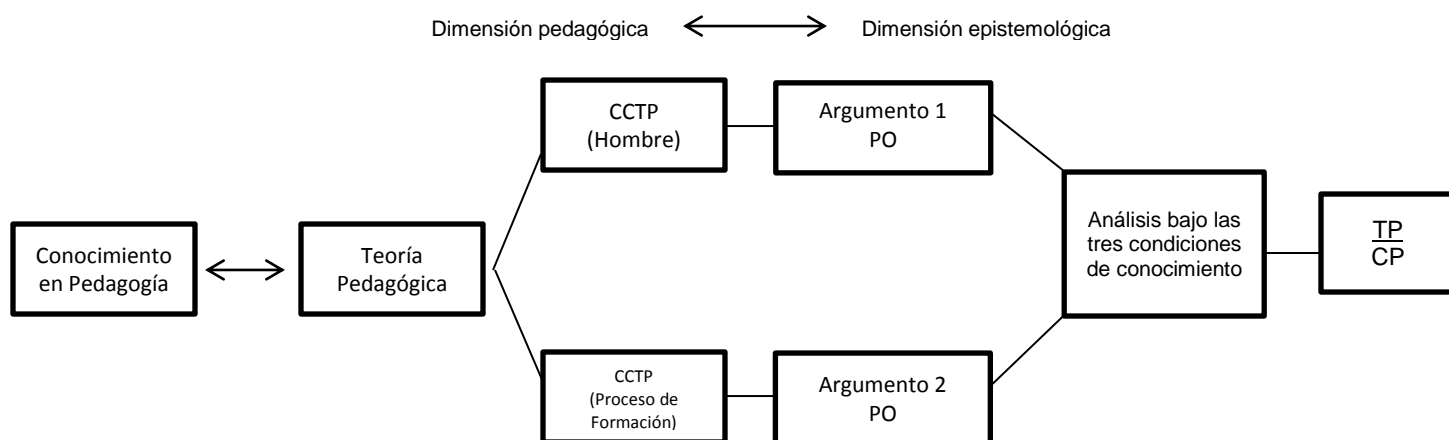 Dimensión pedagógica
Dimensión epistemológica
CCTP
(Hombre)
Argumento 1
PO
Conocimiento
en Pedagogía
Teoría
Pedagógica
Análisis bajo las
tres condiciones
de conocimiento
TP
CP
CCTP
(Proceso de
Formación)
Argumento 2
PO